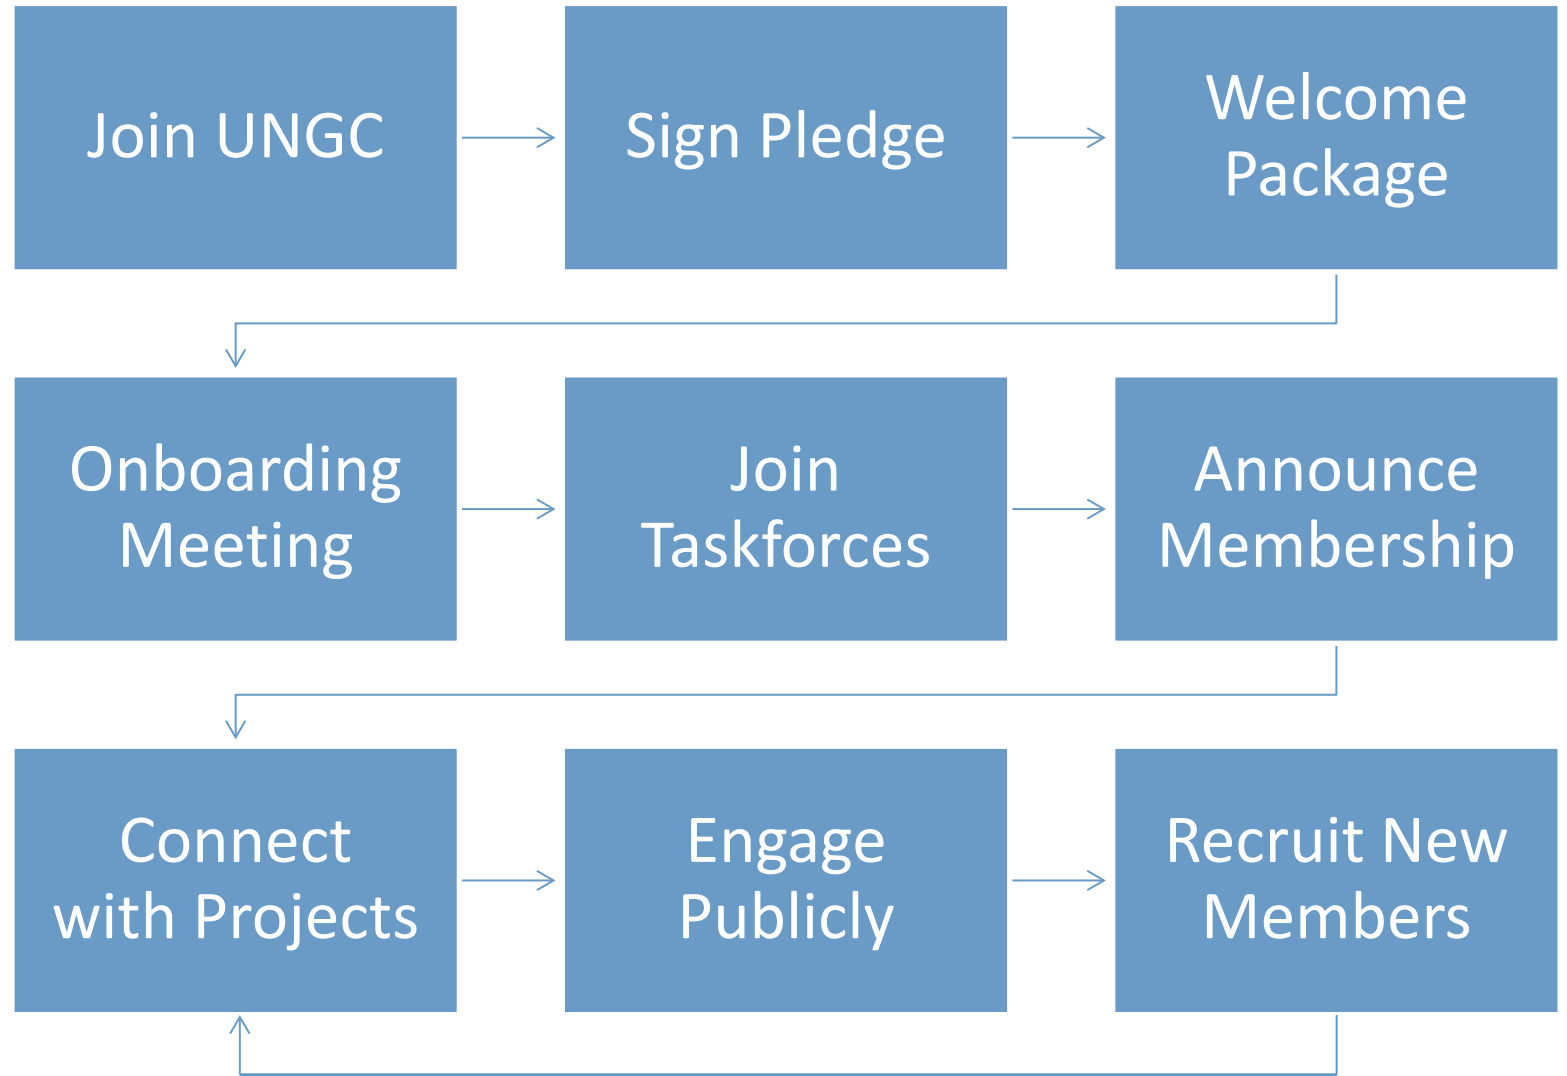 Join UNGC
Sign Pledge
Welcome
Package
Onboarding
Meeting
Join
Taskforces
Announce
Membership
Connect
with Projects
Engage
Publicly
Recruit New
Members